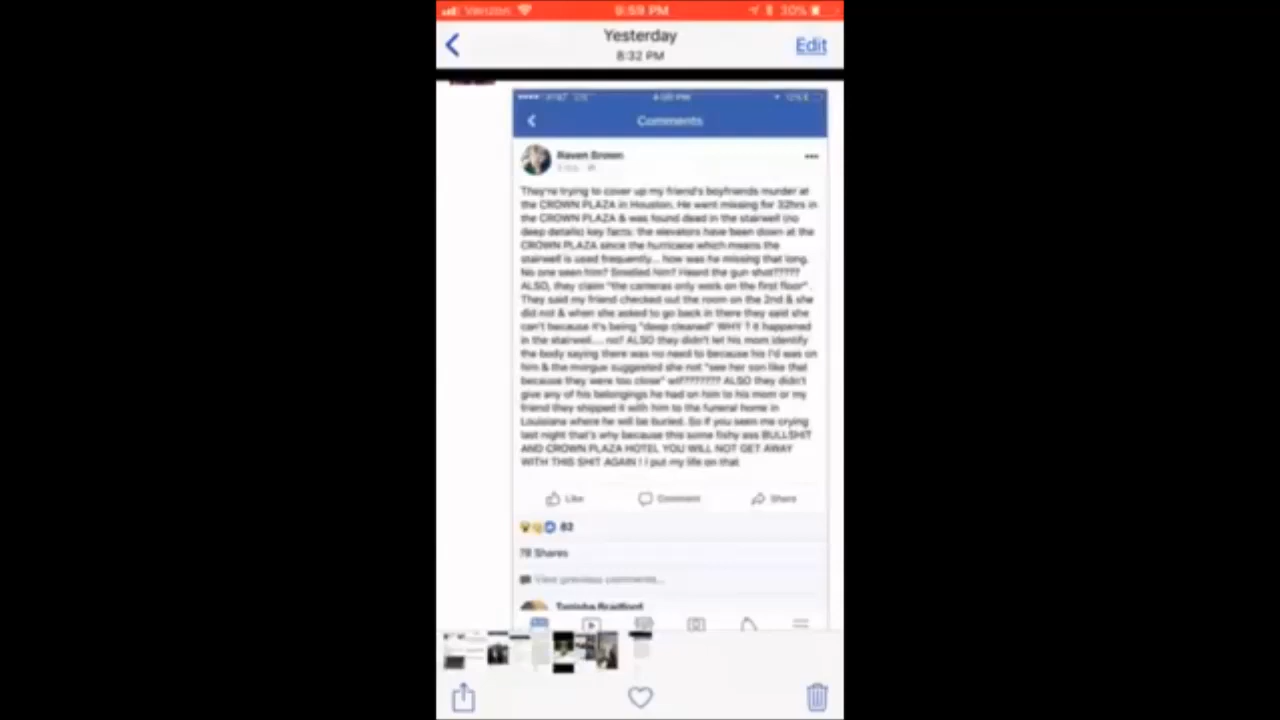 Verizon 9:59 PM 30%
Yesterday
8:32 PM
Edit
Comments
Raven Brown
They're trying to cover up my friend's boyfriends murder at
the CROWN PLAZA in Houston. He went missing for 32hrs in
the CROWN PLAZA & was found dead in the stairwell (no
deep details) key facts: the elevators have been down at the
CROWN PLAZA since the hurricane which means the
stairwell is used frequently... how was he missing that long.
No one seen him? Smelled him? Heard the gun shot?????
ALSO, they claim "the cameras only work on the first floor" .
They said my friend checked out the room on the 2nd & she
did not & when she asked to go back in there they said she
can't because it's being "deep cleaned" WHY ? it happened
in the stairwell.... no? ALSO they didn't let his mom identify
the body saying there was no need to because his I'd was on
him & the morgue suggested she not "see her son like that
because they were too close" wtf???????? ALSO they didn't
give any of his belongings he had on him to his mom or my
friend they shipped it with him to the funeral home in
Louisiana where he will be buried. So if you seen me crying
last night that's why because this some fishy ass BULLSHIT
AND CROWN PLAZA HOTEL YOU WILL NOT GET AWAY
WITH THIS SHIT AGAIN ! I put my life on that
Like Comment Share
82
78 Shares
View previous comments...
Bradford